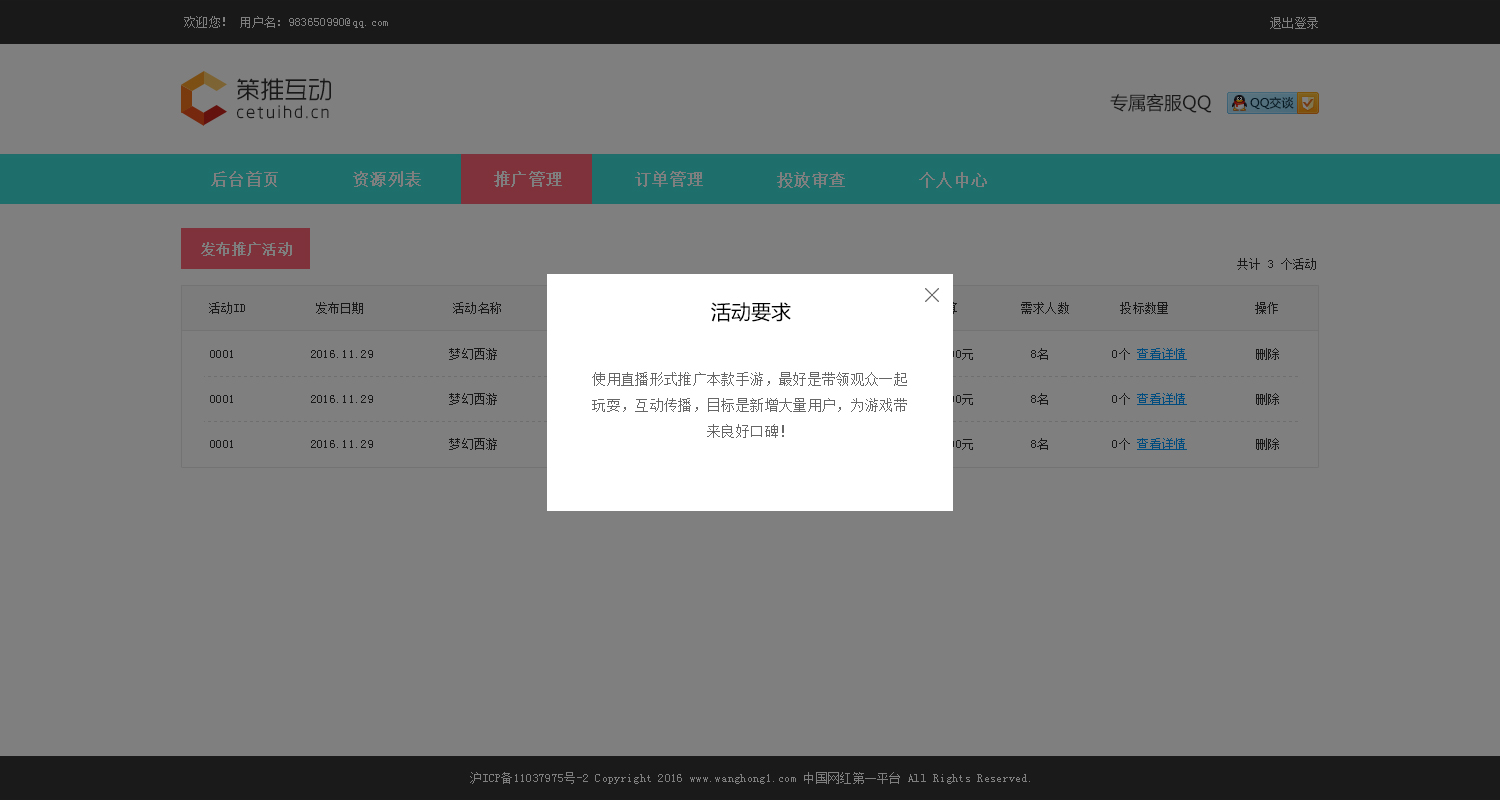 欢迎您！ 用户名：983650990@qq.com 退出登录
策推互动
cetuihd.cn
专属客服QQ QQ交谈
后台首页 资源列表 推广管理 订单管理 投放审查 个人中心
发布推广活动
共计 3 个活动
活动ID 发布日期 活动名称 需求人数 投标数量 操作
0001 2016.11.29 梦幻西游 0元 8名 0个 查看详情 删除
0001 2016.11.29 梦幻西游 0元 8名 0个 查看详情 删除
0001 2016.11.29 梦幻西游 0元 8名 0个 查看详情 删除
活动要求
使用直播形式推广本款手游，最好是带领观众一起
玩耍，互动传播，目标是新增大量用户，为游戏带
来良好口碑！
沪ICP备11037975号-2 Copyright 2016 www.wanghong1.com 中国网红第一平台 All Rights Reserved.